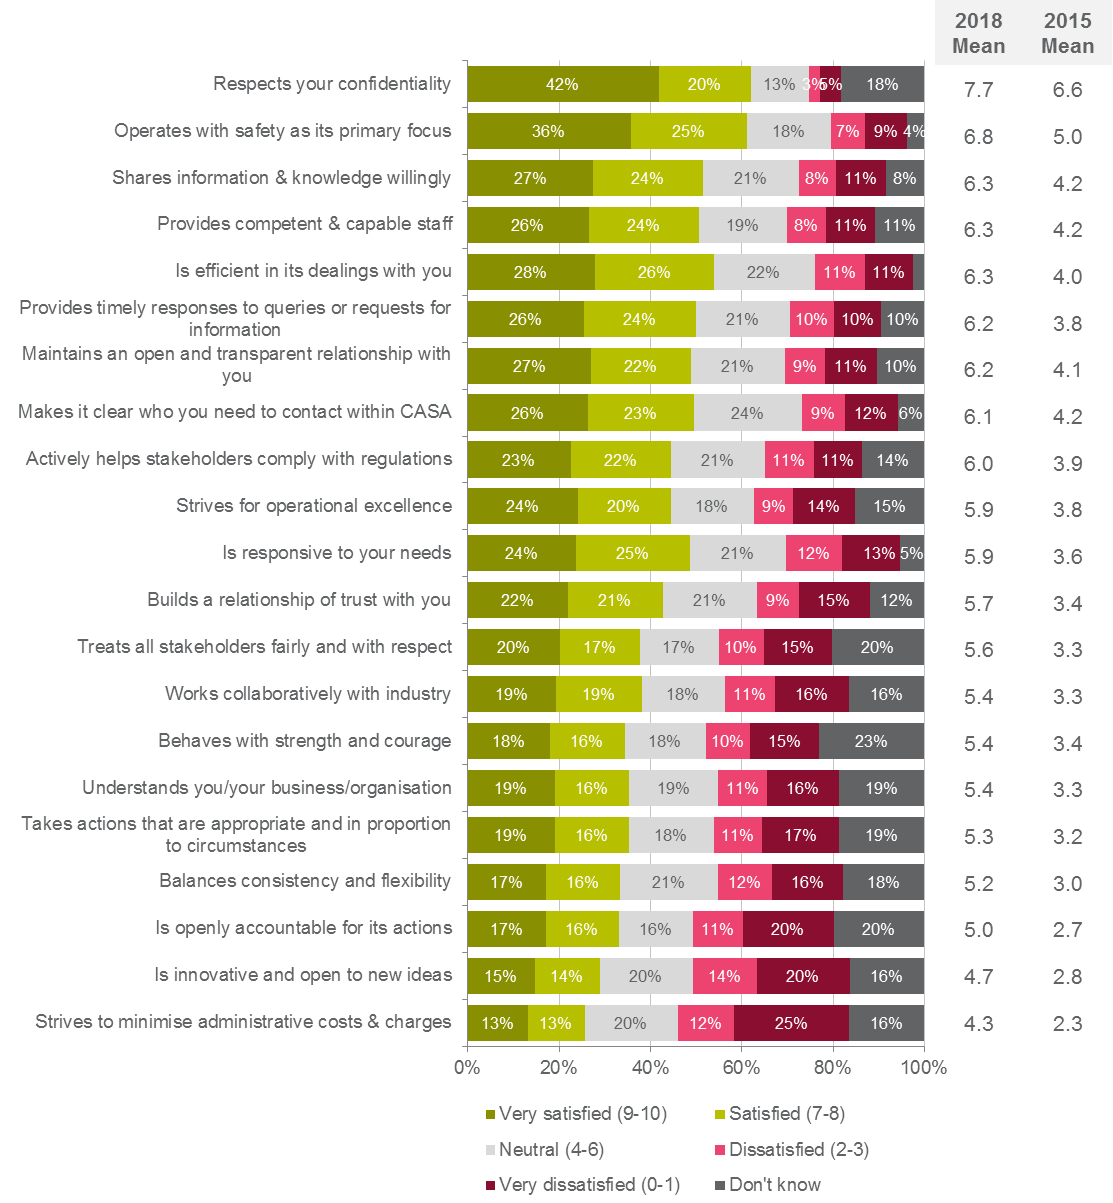 2018 Mean
2015 Mean
Respects your confidentiality 42% 20% 13% 3% 5% 18% 7.7 6.6
Operates with safety as its primary focus 36% 25% 18% 7% 9% 4% 6.8 5.0
Shares information & knowledge willingly 27% 24% 21% 8% 11% 8% 6.3 4.2
Provides competent & capable staff 26% 24% 19% 8% 11% 11% 6.3 4.2
Is efficient in its dealings with you 28% 26% 22% 11% 11% 6.3 4.0
Provides timely responses to queries or requests for
information 26% 24% 21% 10% 10% 10% 6.2 3.8
Maintains an open and transparent relationship with
you 27% 22% 21% 9% 11% 10% 6.2 4.1
Makes it clear who you need to contact within CASA 26% 23% 24% 9% 12% 6% 6.1 4.2
Actively helps stakeholders comply with regulations 23% 22% 21% 11% 11% 14% 6.0 3.9
Strives for operational excellence 24% 20% 18% 9% 14% 15% 5.9 3.8
Is responsive to your needs 24% 25% 21% 12% 13% 5% 5.9 3.6
Builds a relationship of trust with you 22% 21% 21% 9% 15% 12% 5.7 3.4
Treats all stakeholders fairly and with respect 20% 17% 17% 10% 15% 20% 5.6 3.3
Works collaboratively with industry 19% 19% 18% 11% 16% 16% 5.4 3.3
Behaves with strength and courage 18% 16% 18% 10% 15% 23% 5.4 3.4
Understands you/your business/organisation 19% 16% 19% 11% 16% 19% 5.4 3.3
Takes actions that are appropriate and in proportion
to circumstances 19% 16% 18% 11% 17% 19% 5.3 3.2
Balances consistency and flexibility 17% 16% 21% 12% 16% 18% 5.2 3.0
Is openly accountable for its actions 17% 16% 16% 11% 20% 20% 5.0 2.7
Is innovative and open to new ideas 15% 14% 20% 14% 20% 16% 4.7 2.8
Strives to minimise administrative costs & charges 13% 13% 20% 12% 25% 16% 4.3 2.3
0% 20% 40% 60% 80% 100%
Very satisfied (9-10) Satisfied (7-8)
Neutral (4-6) Dissatisfied (2-3)
Very dissatisfied (0-1) Don't know